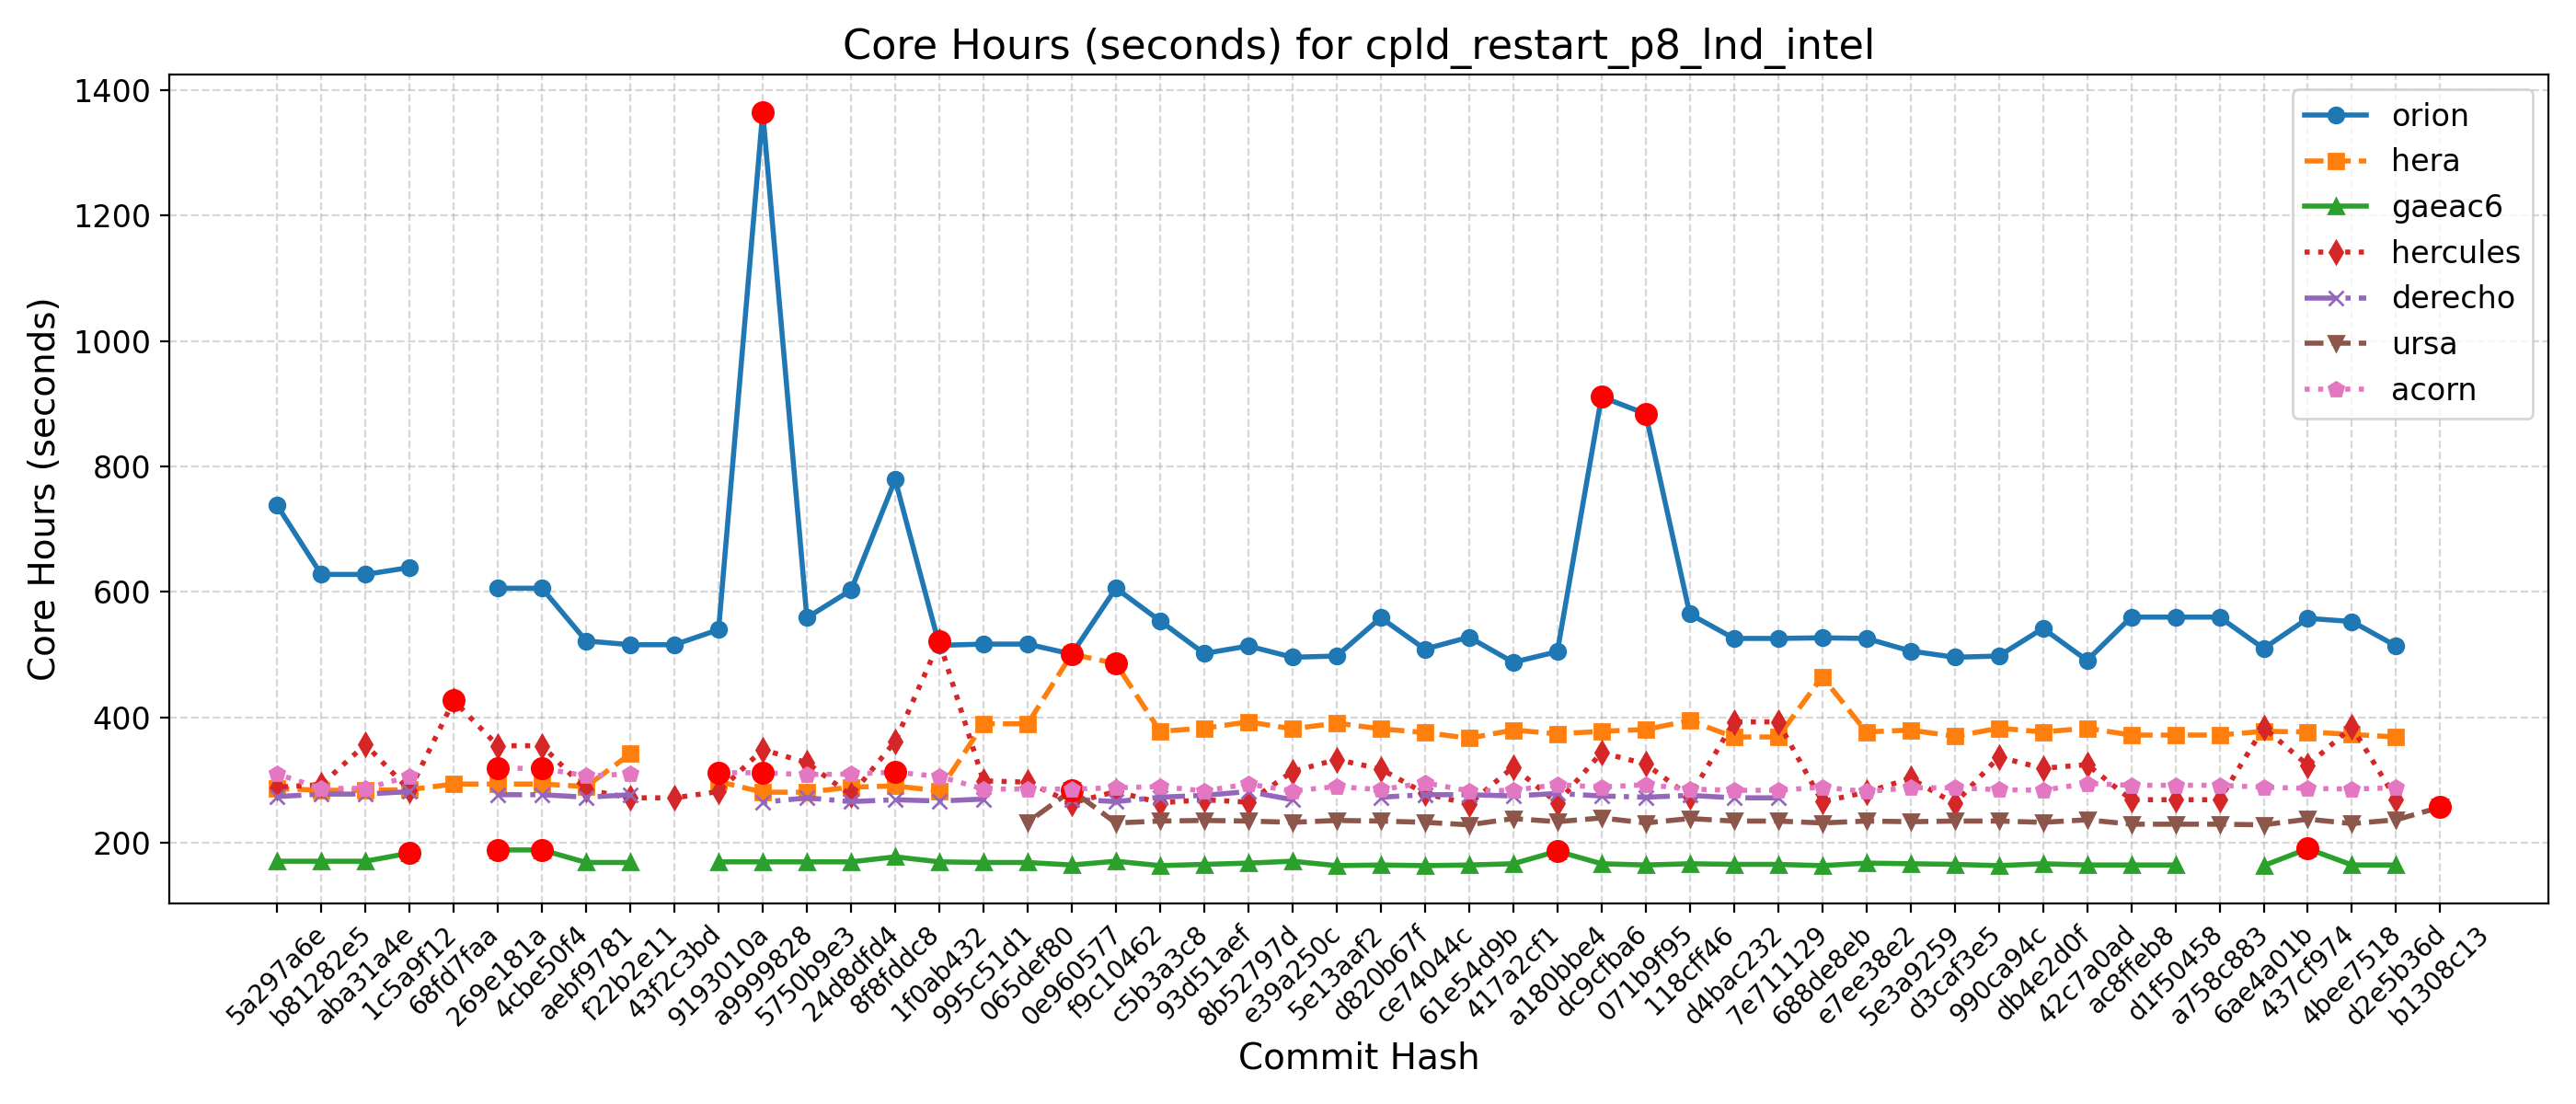 Core Hours (seconds) for cpld_restart_p8_lnd_intel
Core Hours (seconds)
1400
1200
1000
800
600
400
200
orion
hera
gaeac6
hercules
derecho
ursa
acorn
5a297a6e
b81282e5
aba31a4e
1c5a9f12
68fd7faa
269e181a
4cbe50f4
aebf9781
f22b2e11
43f2c3bd
9193010a
a9999828
5750b9e3
24d8dfd4
8f8fddc8
1f0ab432
995c51d1
065def80
0e960577
f9c10462
c5b3a3c8
93d51aef
8b52797d
e39a250c
5e13aaf2
d820b67f
ce74044c
61e54d9b
417a2cf1
a180bbe4
dc9cfba6
071b9f95
118cff46
d4bac232
7e711129
688de8eb
e7ee38e2
5e3a9259
d3caf3e5
990ca94c
db4e2d0f
42c7a0ad
ac8ffeb8
d1f50458
a758c883
6ae4a01b
437cf974
4bee7518
d2e5b36d
b1308c13
Commit Hash